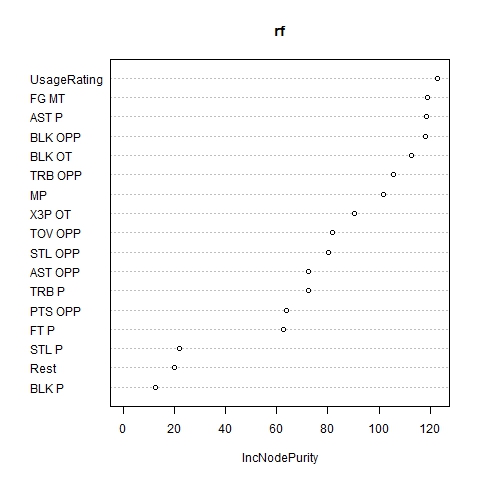 rf
UsageRating
FG MT
AST P
BLK OPP
BLK OT
TRB OPP
MP
X3P OT
TOV OPP
STL OPP
AST OPP
TRB P
PTS OPP
FT P
STL P
Rest
BLK P
0 20 40 60 80 100 120
IncNodePurity